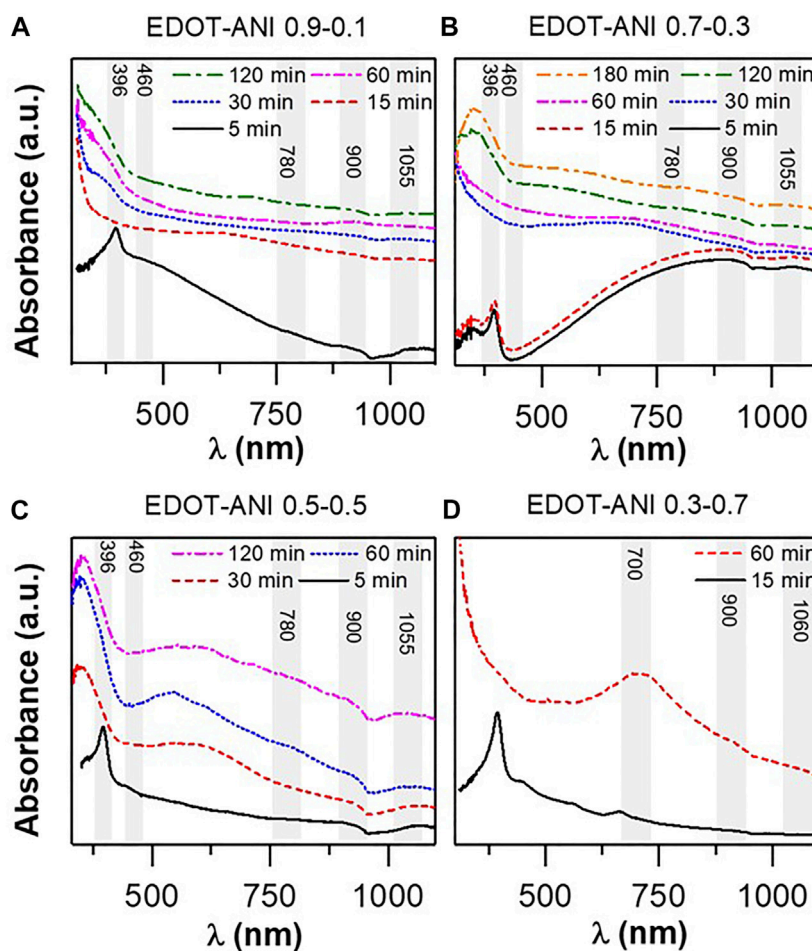 A
EDOT-ANI 0.9-0.1
396
460
120 min
60 min
30 min
15 min
5 min
780
900
1055
Absorbance (a.u.)
500
750
1000
λ (nm)
B
EDOT-ANI 0.7-0.3
396
460
180 min
120 min
60 min
30 min
15 min
5 min
780
900
1055
Absorbance (a.u.)
500
750
1000
λ (nm)
C
EDOT-ANI 0.5-0.5
396
460
120 min
60 min
30 min
5 min
780
900
1055
Absorbance (a.u.)
500
750
1000
λ (nm)
D
EDOT-ANI 0.3-0.7
60 min
15 min
700
900
1060
Absorbance (a.u.)
500
750
1000
λ (nm)